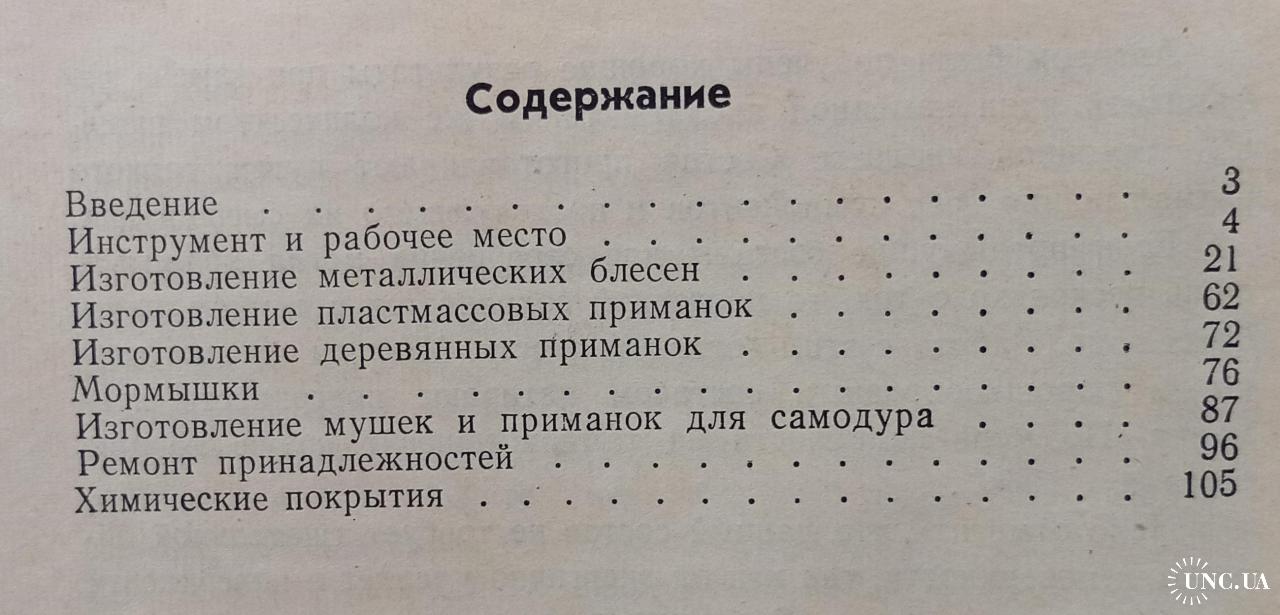 Содержание
Введение . . . . . . . . . . . . . . . . . . 3
Инструмент и рабочее место . . . . . . . . . . . 4
Изготовление металлических блесен . . . . . . . . 21
Изготовление пластмассовых приманок . . . . . . . 62
Изготовление деревянных приманок . . . . . . . . 72
Мормышки . . . . . . . . . . . . . . . . . 76
Изготовление мушек и приманок для самодура . . . . 87
Ремонт принадлежностей . . . . . . . . . . . . 96
Химические покрытия . . . . . . . . . . . . . . 105
UNC.UA